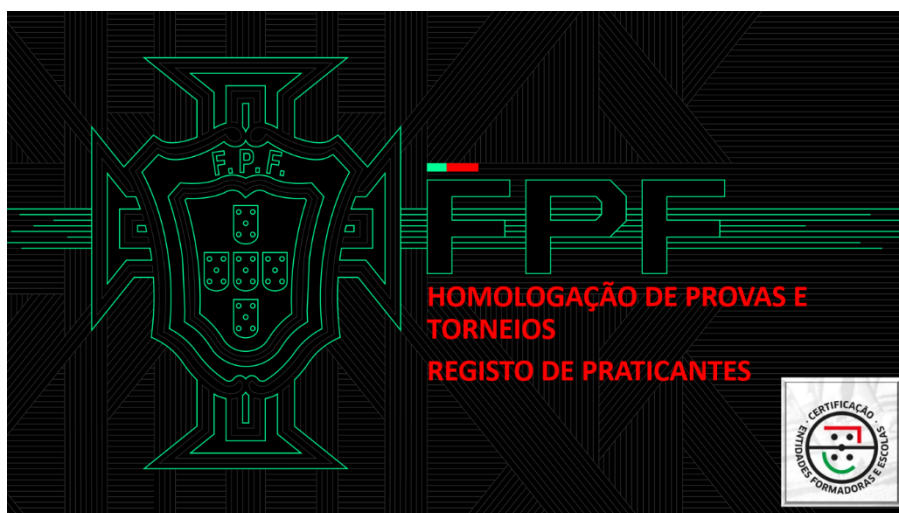 F.P.F.
FPF
HOMOLOGAÇÃO DE PROVAS E
TORNEIOS
REGISTO DE PRATICANTES
· CERTIFICAÇÃO ·
ENTIDADES FORMADORAS E ESCOLAS